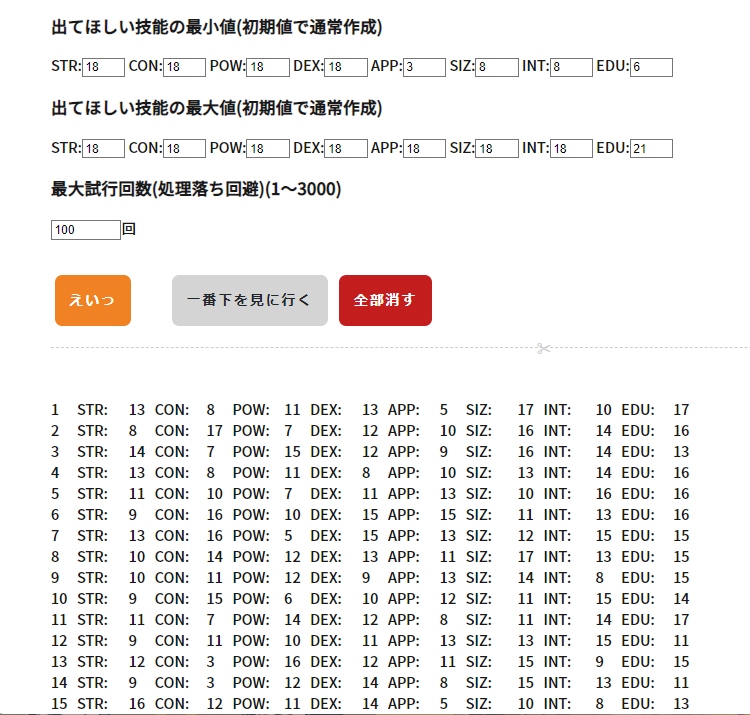 出てほしい技能の最小値(初期値で通常作成)
STR:18 CON:18 POW:18 DEX:18 APP:3 SIZ:8 INT:8 EDU:6
出てほしい技能の最大値(初期値で通常作成)
STR:18 CON:18 POW:18 DEX:18 APP:18 SIZ:18 INT:18 EDU:21
最大試行回数(処理落ち回避)(1〜3000)
100回
えいっ 一番下を見に行く 全部消す
1 STR: 13 CON: 8 POW: 11 DEX: 13 APP: 5 SIZ: 17 INT: 10 EDU: 17
2 STR: 8 CON: 17 POW: 7 DEX: 12 APP: 10 SIZ: 16 INT: 14 EDU: 16
3 STR: 14 CON: 7 POW: 15 DEX: 12 APP: 9 SIZ: 16 INT: 14 EDU: 13
4 STR: 13 CON: 8 POW: 11 DEX: 8 APP: 10 SIZ: 13 INT: 14 EDU: 16
5 STR: 11 CON: 10 POW: 7 DEX: 11 APP: 13 SIZ: 10 INT: 16 EDU: 16
6 STR: 9 CON: 16 POW: 10 DEX: 15 APP: 15 SIZ: 11 INT: 13 EDU: 16
7 STR: 13 CON: 16 POW: 5 DEX: 15 APP: 13 SIZ: 12 INT: 15 EDU: 15
8 STR: 10 CON: 14 POW: 12 DEX: 13 APP: 11 SIZ: 17 INT: 13 EDU: 15
9 STR: 10 CON: 11 POW: 12 DEX: 9 APP: 13 SIZ: 14 INT: 8 EDU: 15
10 STR: 9 CON: 15 POW: 6 DEX: 10 APP: 12 SIZ: 11 INT: 15 EDU: 14
11 STR: 11 CON: 7 POW: 14 DEX: 12 APP: 8 SIZ: 11 INT: 14 EDU: 17
12 STR: 9 CON: 11 POW: 10 DEX: 11 APP: 13 SIZ: 13 INT: 15 EDU: 11
13 STR: 12 CON: 3 POW: 16 DEX: 12 APP: 11 SIZ: 15 INT: 9 EDU: 15
14 STR: 9 CON: 3 POW: 12 DEX: 14 APP: 8 SIZ: 15 INT: 13 EDU: 11
15 STR: 16 CON: 12 POW: 11 DEX: 14 APP: 5 SIZ: 10 INT: 8 EDU: 13